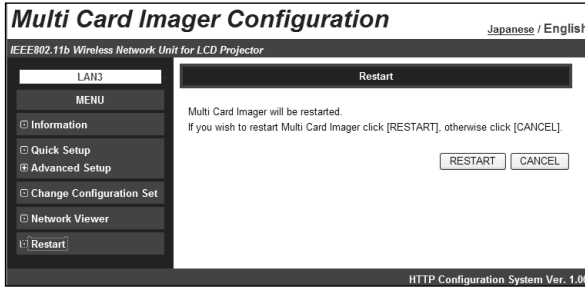 Multi Card Imager Configuration
Japanese / English
IEEE802.11b Wireless Network Unit for LCD Projector
LAN3
MENU
Information
Quick Setup
Advanced Setup
Change Configuration Set
Network Viewer
Restart
Restart
Multi Card Imager will be restarted.
If you wish to restart Multi Card Imager click [RESTART], otherwise click [CANCEL].
RESTART CANCEL
HTTP Configuration System Ver. 1.00